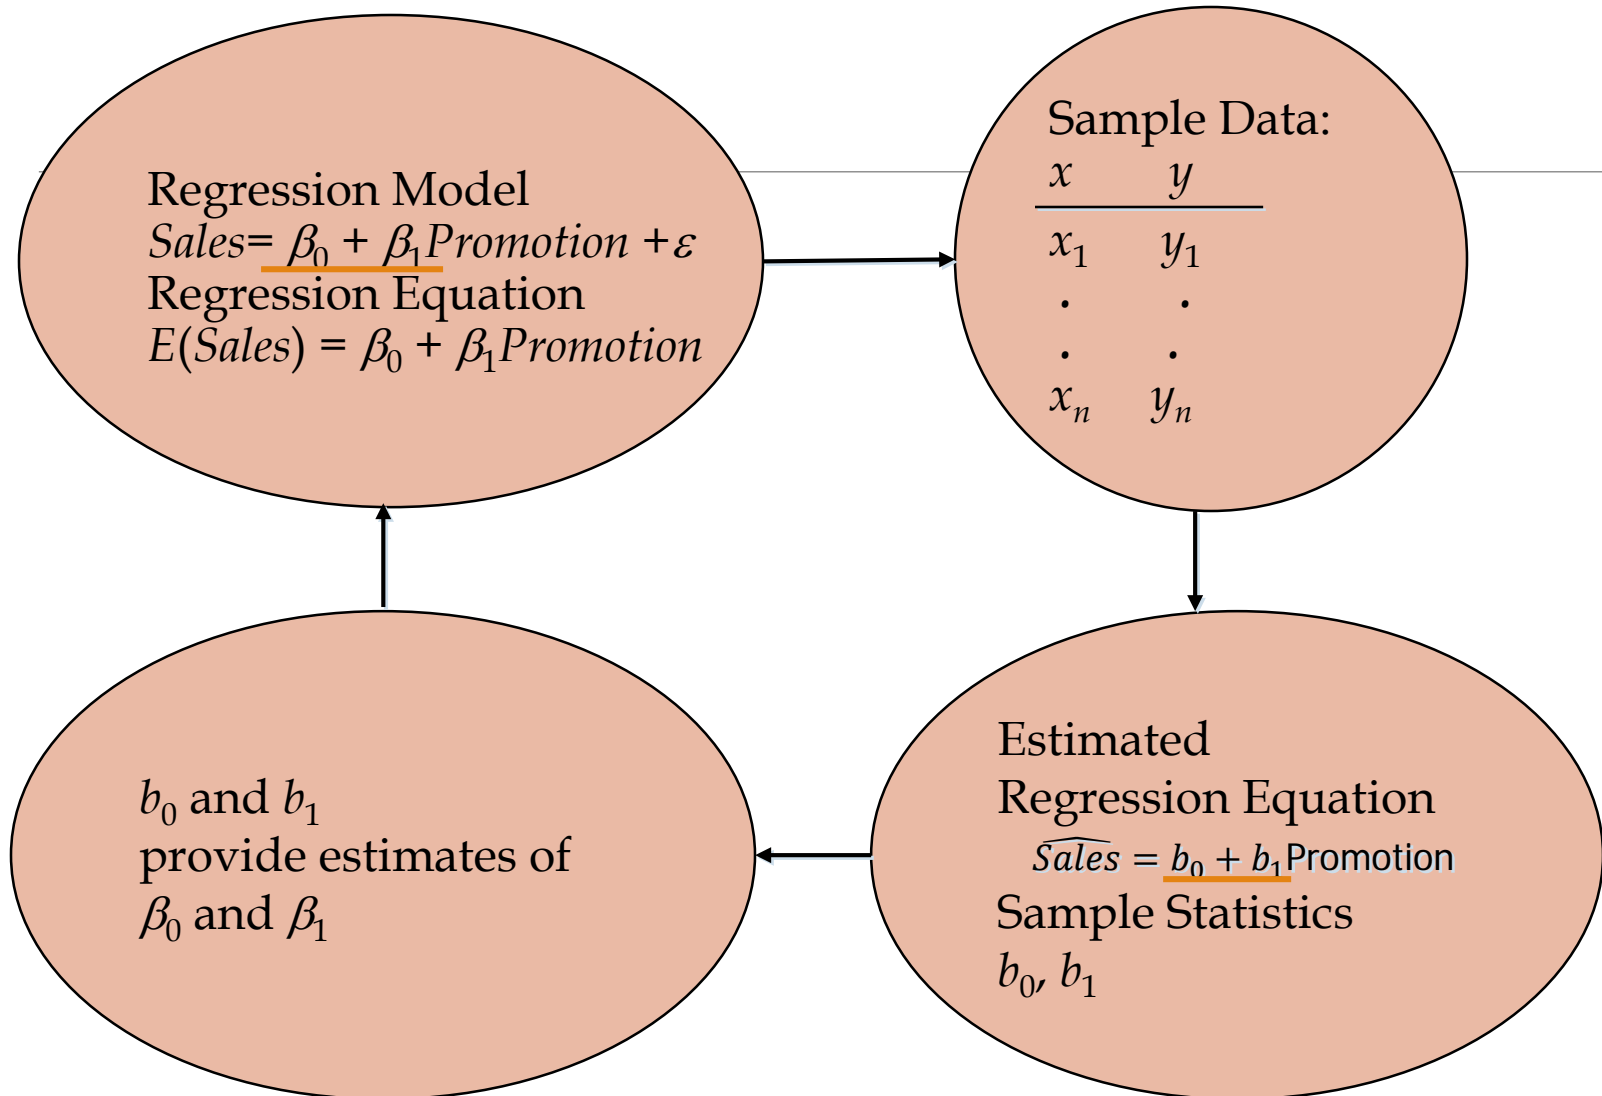 Regression Model
Sales= β₀ + β₁Promotion +ε
Regression Equation
E(Sales) = β₀ + β₁Promotion
Sample Data:
x y
x₁ y₁
. .
. .
xₙ yₙ
b₀ and b₁
provide estimates of
β₀ and β₁
Estimated
Regression Equation
$\widehat{Sales}$ = b₀ + b₁Promotion
Sample Statistics
b₀, b₁